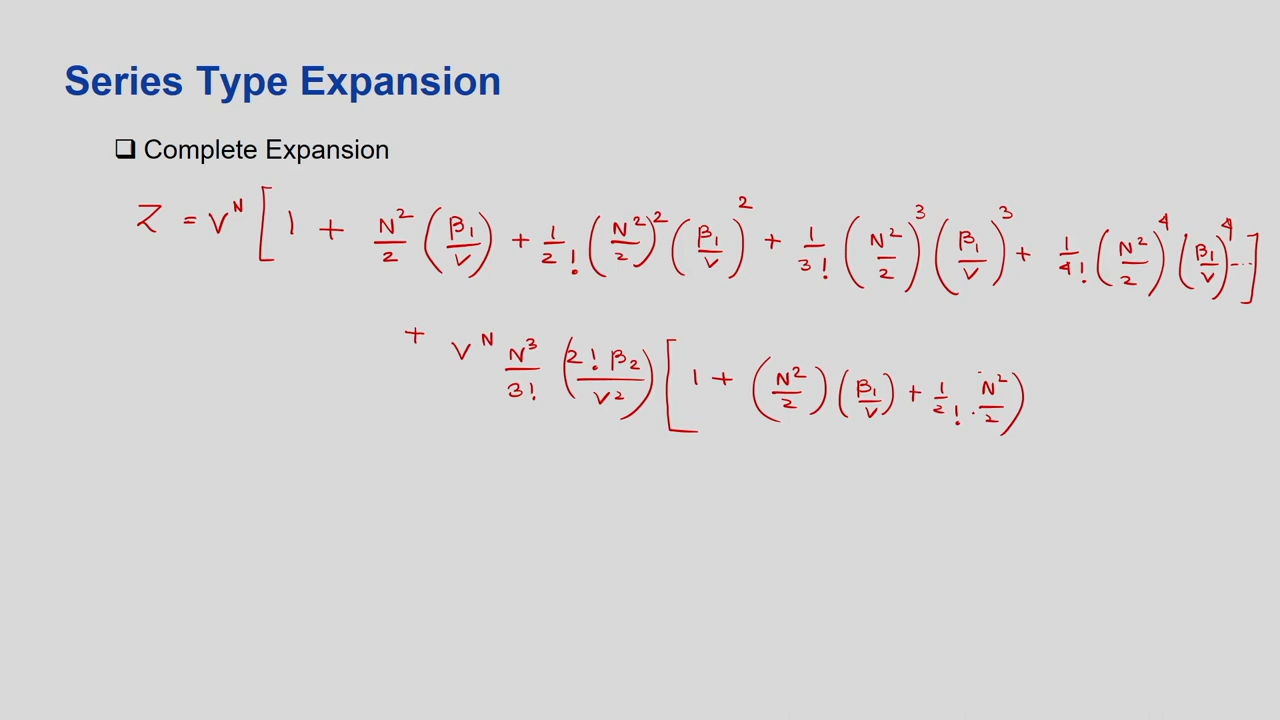 Series Type Expansion
❑ Complete Expansion
Z = V^N [ 1 + N²/2 (β₁/V) + 1/2! (N²/2)² (β₁/V)² + 1/3! (N²/2)³ (β₁/V)³ + 1/4! (N²/2)⁴ (β₁/V)⁴ ... ]
+ V^N N³/3! (2! β₂/V²) [ 1 + (N²/2) (β₁/V) + 1/2! · N²/2 )